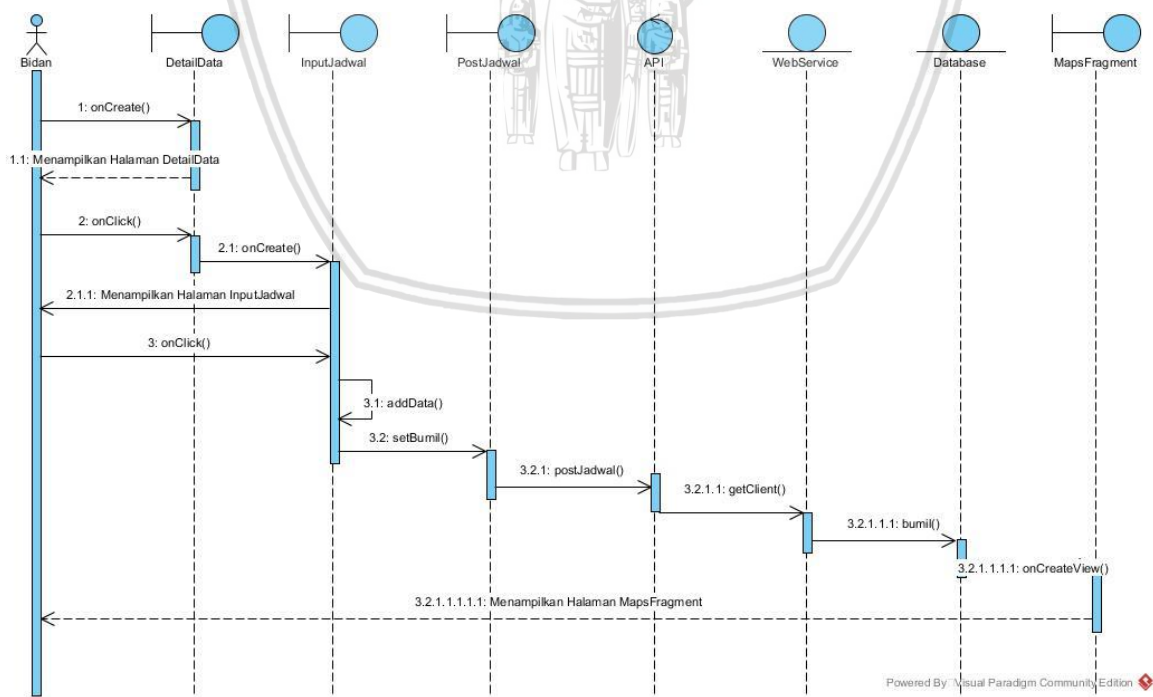 Bidan
DetailData
InputJadwal
PostJadwal
API
WebService
Database
MapsFragment
1: onCreate()
1.1: Menampilkan Halaman DetailData
2: onClick()
2.1: onCreate()
2.1.1: Menampilkan Halaman InputJadwal
3: onClick()
3.1: addData()
3.2: setBumil()
3.2.1: postJadwal()
3.2.1.1: getClient()
3.2.1.1.1: bumil()
3.2.1.1.1.1: onCreateView()
3.2.1.1.1.1.1: Menampilkan Halaman MapsFragment
Powered By Visual Paradigm Community Edition